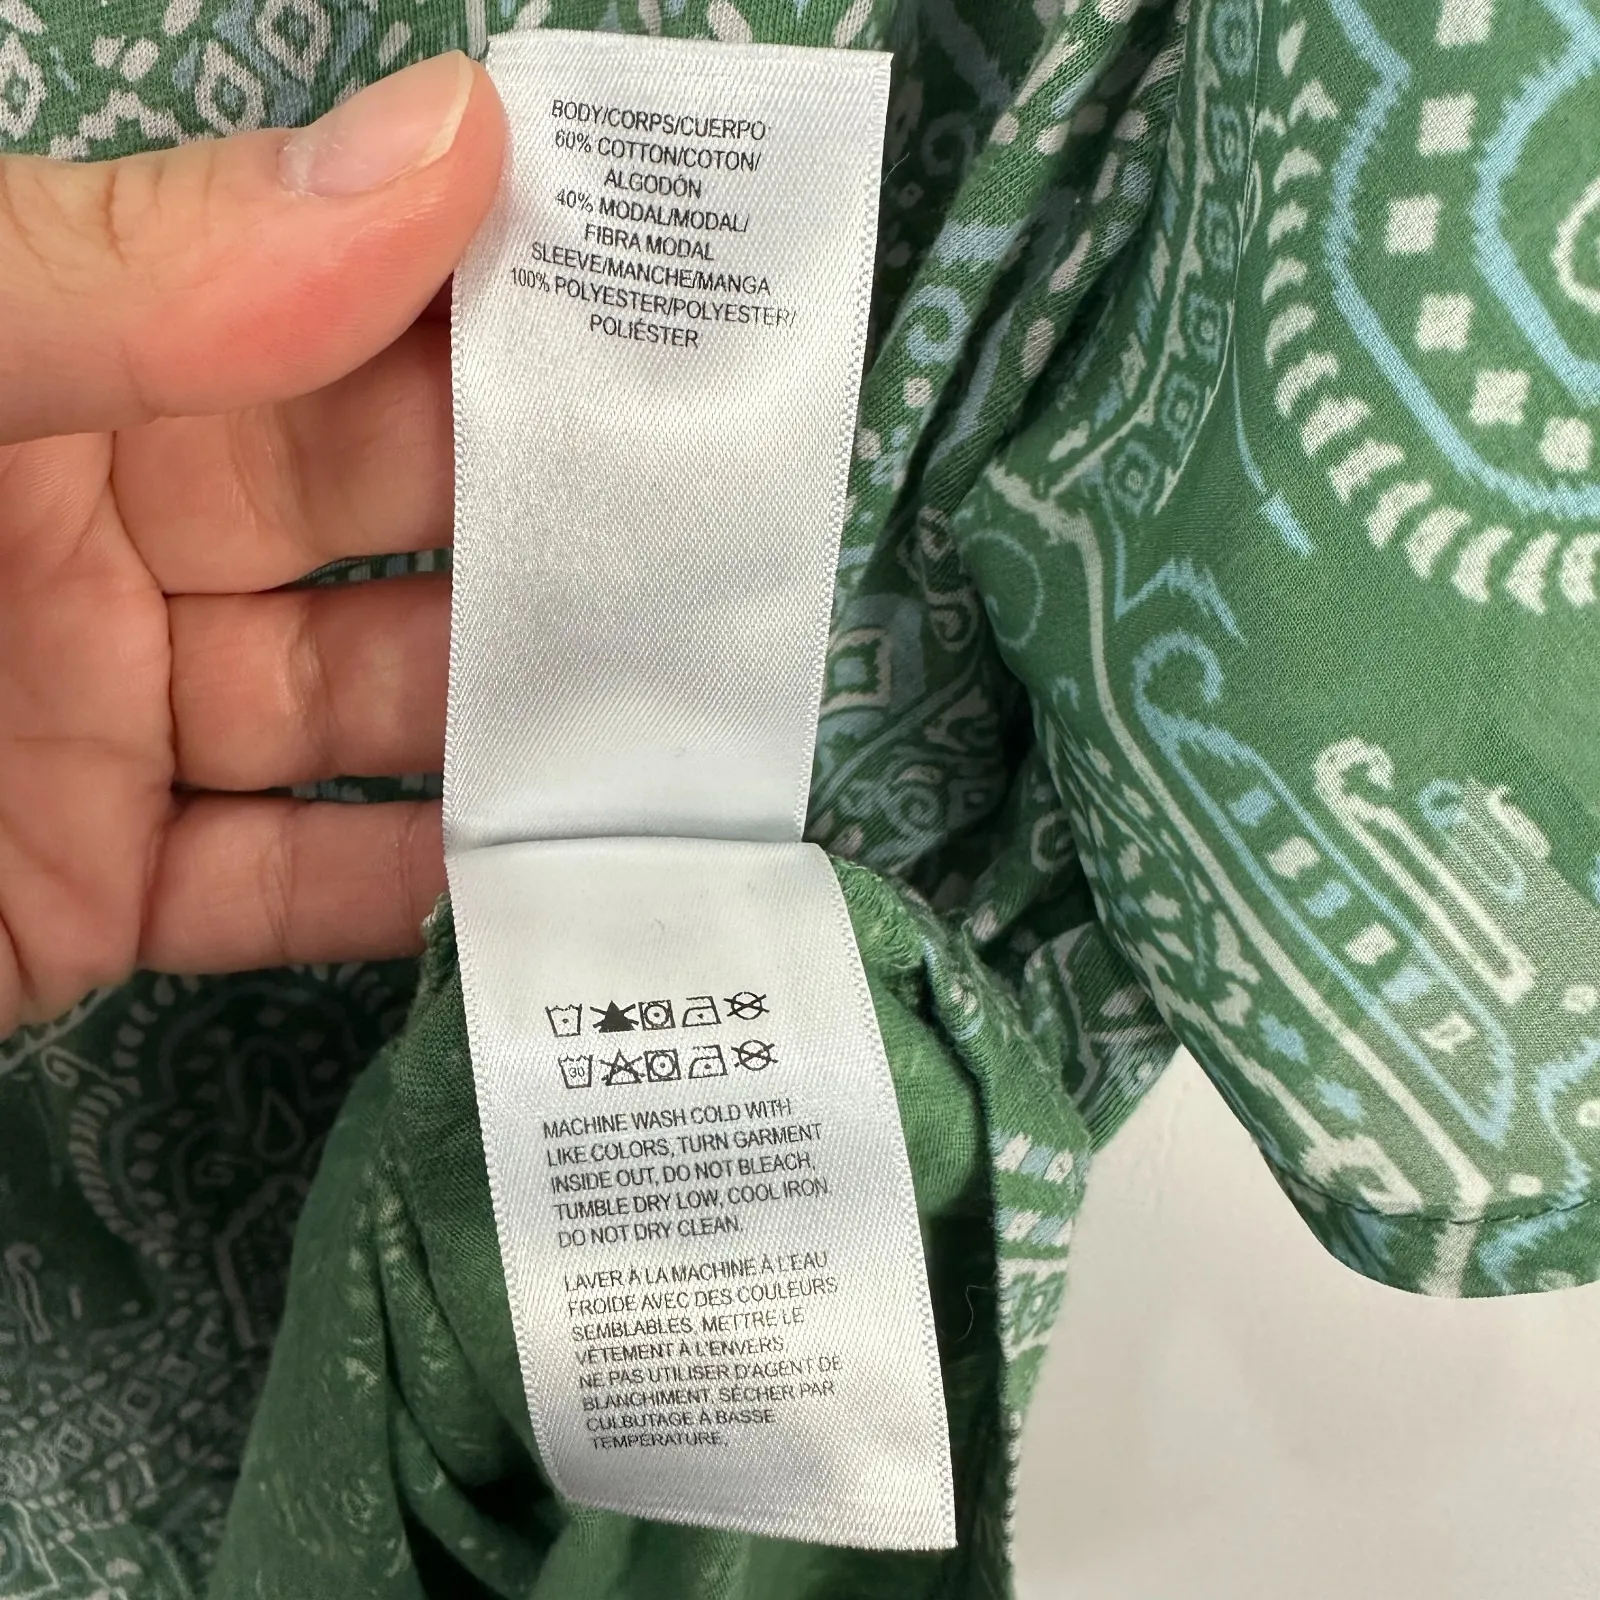 BODY/CORPS/CUERPO
60% COTTON/COTON/
ALGODÓN
40% MODAL/MODAL/
FIBRA MODAL
SLEEVE/MANCHE/MANGA
100% POLYESTER/POLYESTER/
POLIÉSTER
30
MACHINE WASH COLD WITH
LIKE COLORS, TURN GARMENT
INSIDE OUT, DO NOT BLEACH,
TUMBLE DRY LOW, COOL IRON,
DO NOT DRY CLEAN.
LAVER À LA MACHINE À L'EAU
FROIDE AVEC DES COULEURS
SEMBLABLES, METTRE LE
VÊTEMENT À L'ENVERS,
NE PAS UTILISER D'AGENT DE
BLANCHIMENT, SÉCHER PAR
CULBUTAGE À BASSE
TEMPÉRATURE,